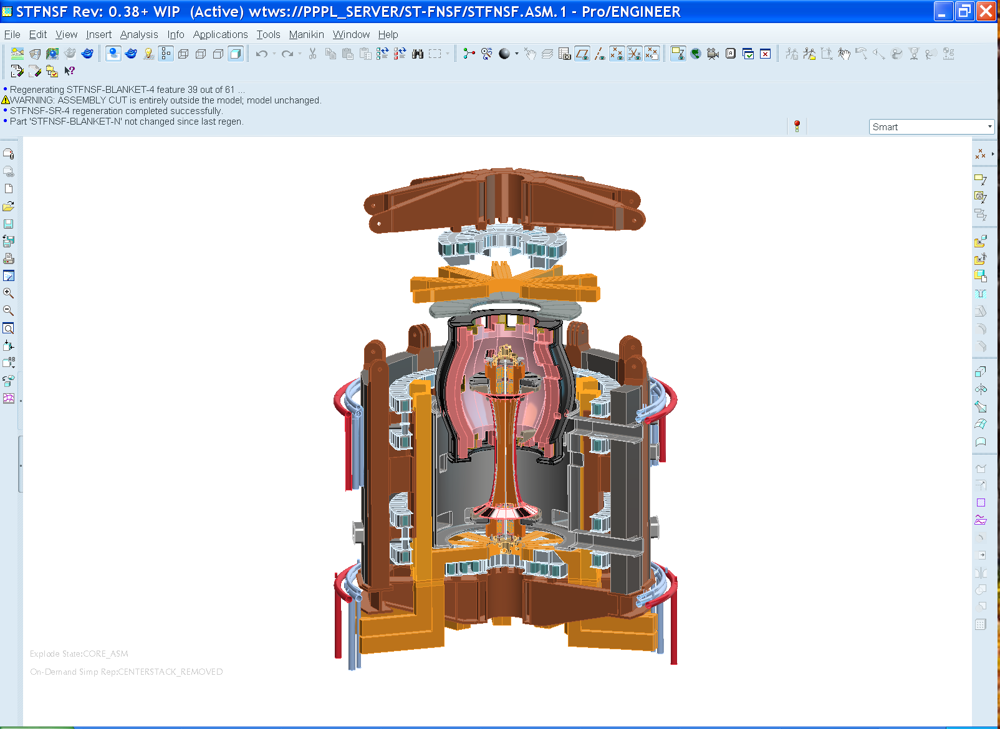 STFNSF Rev: 0.38+ WIP (Active) wtws://PPPL_SERVER/ST-FNSF/STFNSF.ASM.1 - Pro/ENGINEER
File Edit View Insert Analysis Info Applications Tools Manikin Window Help
Regenerating STFNSF-BLANKET-4 feature 39 out of 61 ...
WARNING: ASSEMBLY CUT is entirely outside the model; model unchanged.
STFNSF-SR-4 regeneration completed successfully.
Part 'STFNSF-BLANKET-N' not changed since last regen.
Smart
Explode State:CORE_ASM
On-Demand Simp Rep:CENTERSTACK_REMOVED